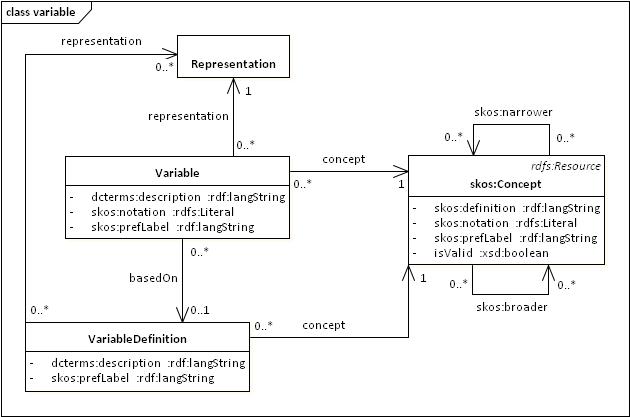 class variable
representation
0..*
Representation
1
representation
0..*
skos:narrower
0..*
0..*
Variable
- dcterms:description :rdf:langString
- skos:notation :rdfs:Literal
- skos:prefLabel :rdf:langString
concept
0..*
1
rdfs:Resource
skos:Concept
- skos:definition :rdf:langString
- skos:notation :rdfs:Literal
- skos:prefLabel :rdf:langString
- isValid :xsd:boolean
0..*
basedOn
0..1
1
0..*
0..*
skos:broader
0..*
VariableDefinition
- dcterms:description :rdf:langString
- skos:prefLabel :rdf:langString
0..*
concept